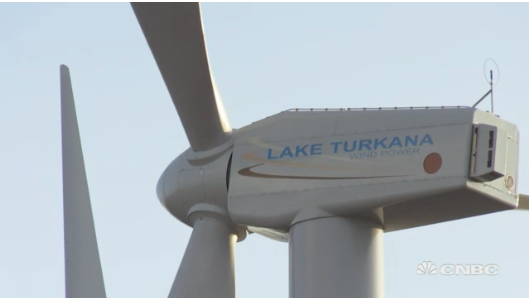 LAKE TURKANA
WIND POWER
CNBC